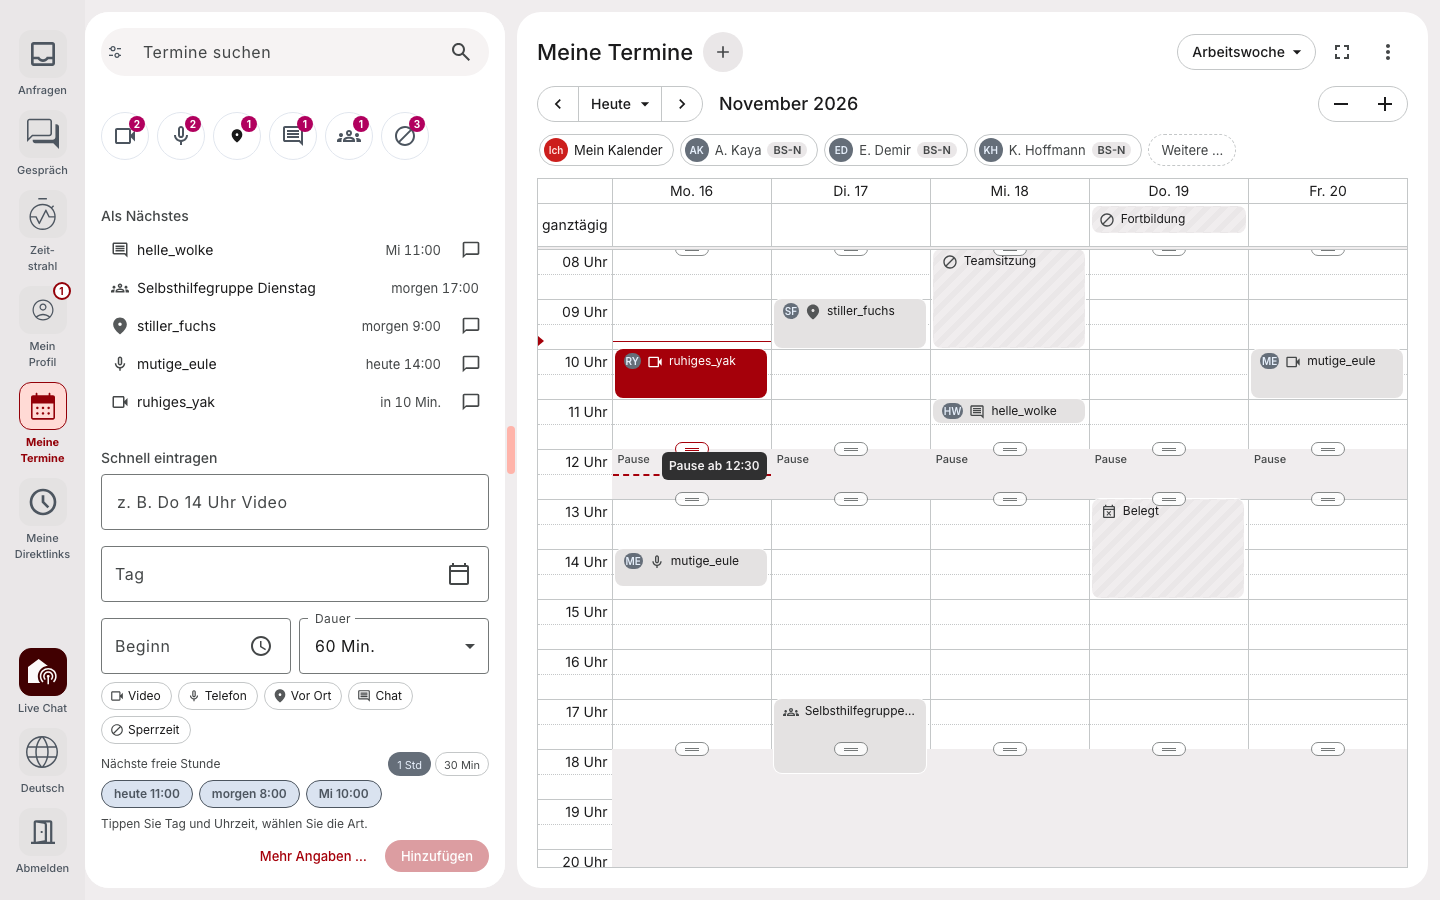 Anfragen
Gespräch
Zeit-
strahl
1
Mein
Profil
Meine
Termine
Meine
Direktlinks
Live Chat
Deutsch
Abmelden
Termine suchen
2
2
1
1
1
3
Als Nächstes
helle_wolke Mi 11:00
Selbsthilfegruppe Dienstag morgen 17:00
stiller_fuchs morgen 9:00
mutige_eule heute 14:00
ruhiges_yak in 10 Min.
Schnell eintragen
z. B. Do 14 Uhr Video
Tag
Beginn
Dauer
60 Min.
Video Telefon Vor Ort Chat
Sperrzeit
Nächste freie Stunde 1 Std 30 Min
heute 11:00 morgen 8:00 Mi 10:00
Tippen Sie Tag und Uhrzeit, wählen Sie die Art.
Mehr Angaben ... Hinzufügen
Meine Termine
Arbeitswoche
Heute
November 2026
Ich Mein Kalender AK A. Kaya BS-N ED E. Demir BS-N KH K. Hoffmann BS-N Weitere ...
Mo. 16 Di. 17 Mi. 18 Do. 19 Fr. 20
ganztägig Fortbildung
08 Uhr Teamsitzung
09 Uhr SF stiller_fuchs
10 Uhr RY ruhiges_yak ME mutige_eule
11 Uhr HW helle_wolke
12 Uhr Pause Pause Pause Pause Pause
Pause ab 12:30
13 Uhr Belegt
14 Uhr ME mutige_eule
15 Uhr
16 Uhr
17 Uhr Selbsthilfegruppe...
18 Uhr
19 Uhr
20 Uhr